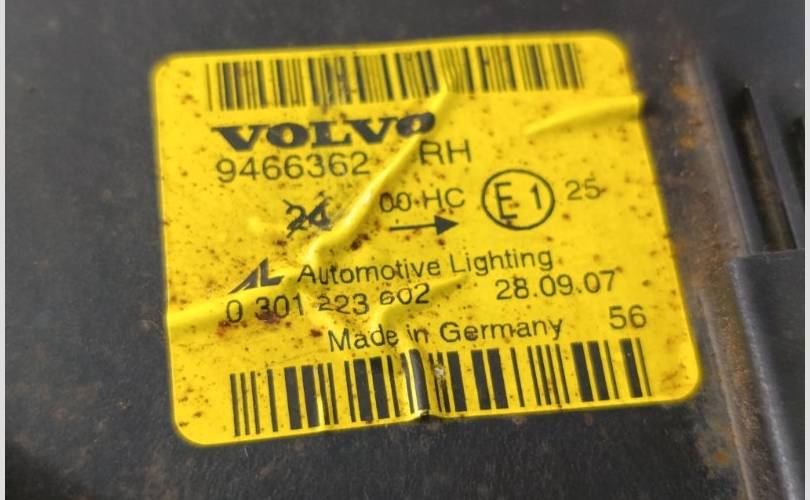 VOLVO
9466362 RH
24 00 HC E1 25
AL Automotive Lighting
0 301 223 602 28.09.07
Made in Germany 56